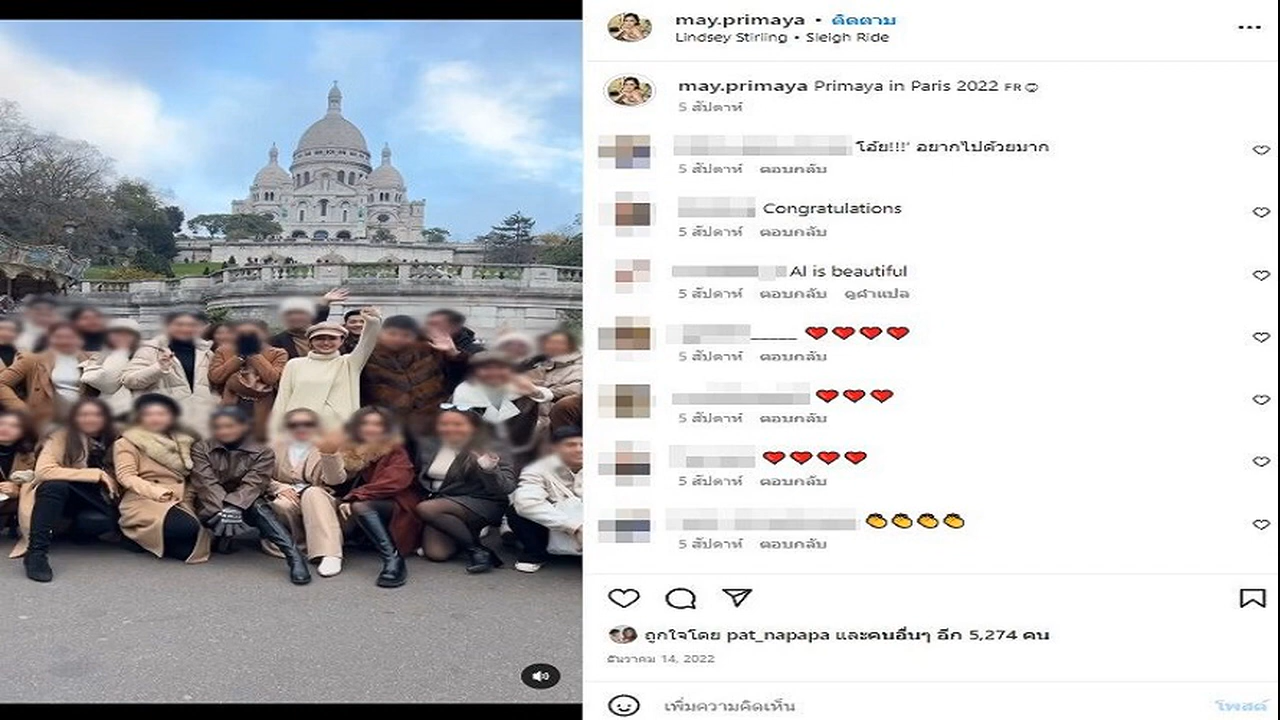 may.primaya • ติดตาม
Lindsey Stirling • Sleigh Ride
may.primaya Primaya in Paris 2022 FR
5 สัปดาห์
โอ๊ย!!!' อยากไปด้วยมาก
5 สัปดาห์ ตอบกลับ
Congratulations
5 สัปดาห์ ตอบกลับ
Al is beautiful
5 สัปดาห์ ตอบกลับ ดูคำแปล
5 สัปดาห์ ตอบกลับ
5 สัปดาห์ ตอบกลับ
5 สัปดาห์ ตอบกลับ
5 สัปดาห์ ตอบกลับ
ถูกใจโดย pat_napapa และคนอื่นๆ อีก 5,274 คน
ธันวาคม 14, 2022
เพิ่มความคิดเห็น โพสต์